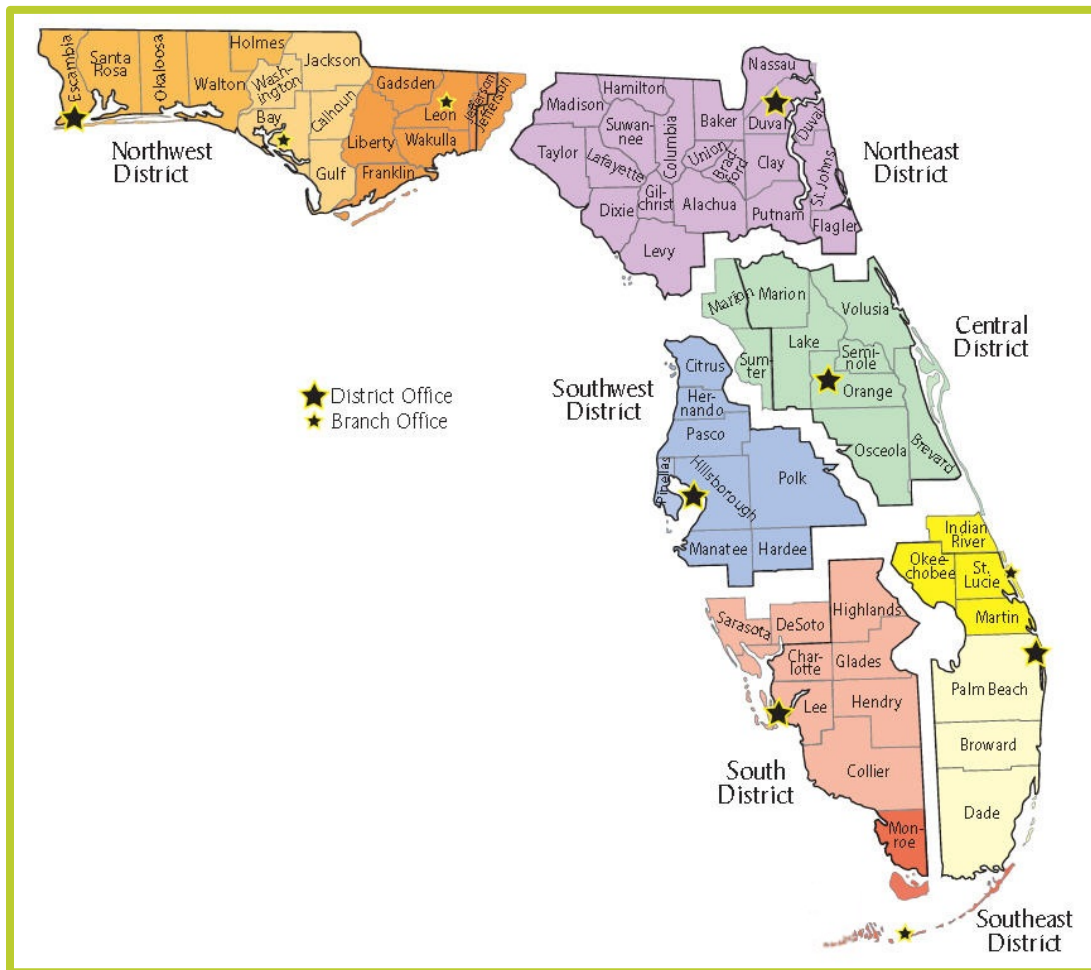 Escambia
Santa
Rosa
Okaloosa
Walton
Holmes
Wash-
ington
Bay
Jackson
Calhoun
Gulf
Gadsden
Liberty
Franklin
Leon
Wakulla
Jefferson
Jefferson
Northwest
District
Nassau
Duval
Duval
Hamilton
Madison
Suwan-
nee
Columbia
Baker
Taylor
Lafayette
Union
Brad-
ford
Clay
St. Johns
Gil-
christ
Dixie
Alachua
Putnam
Flagler
Levy
Northeast
District
Marion
Marion
Volusia
Lake
Sum-
ter
Semi-
nole
Orange
Osceola
Brevard
Central
District
District Office
Branch Office
Southwest
District
Citrus
Her-
nando
Pasco
Pinellas
Hillsborough
Polk
Manatee
Hardee
Indian
River
Okee-
chobee
St.
Lucie
Martin
Palm Beach
Broward
Dade
Sarasota
DeSoto
Highlands
Char-
lotte
Glades
Lee
Hendry
Collier
Mon-
roe
South
District
Southeast
District